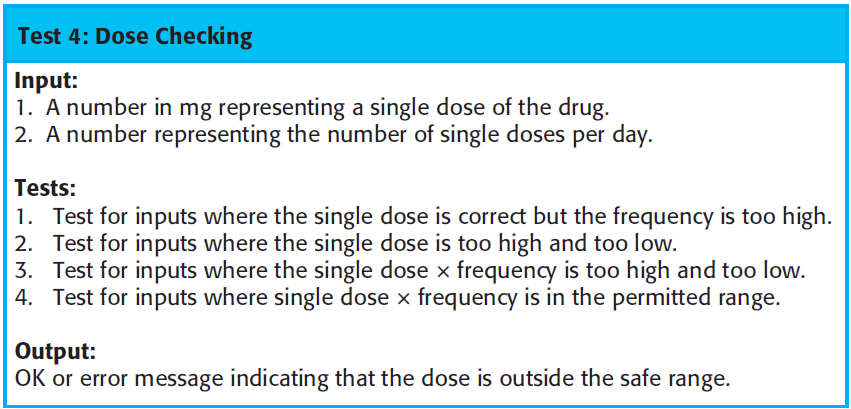 Test 4: Dose Checking
Input:
1. A number in mg representing a single dose of the drug.
2. A number representing the number of single doses per day.
Tests:
1. Test for inputs where the single dose is correct but the frequency is too high.
2. Test for inputs where the single dose is too high and too low.
3. Test for inputs where the single dose × frequency is too high and too low.
4. Test for inputs where single dose × frequency is in the permitted range.
Output:
OK or error message indicating that the dose is outside the safe range.